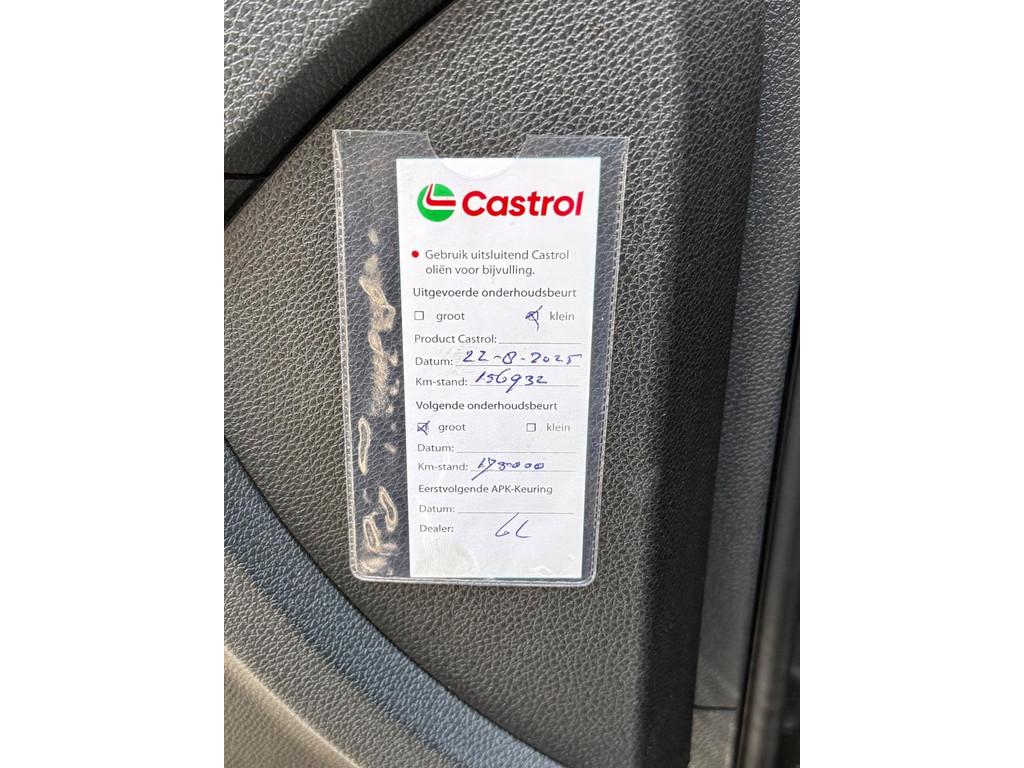 Castrol
Gebruik uitsluitend Castrol
oliën voor bijvulling.
Uitgevoerde onderhoudsbeurt
groot klein
Product Castrol:
Datum: 22-8-2025
Km-stand: 156932
Volgende onderhoudsbeurt
groot klein
Datum:
Km-stand: 173000
Eerstvolgende APK-Keuring
Datum:
Dealer: GL